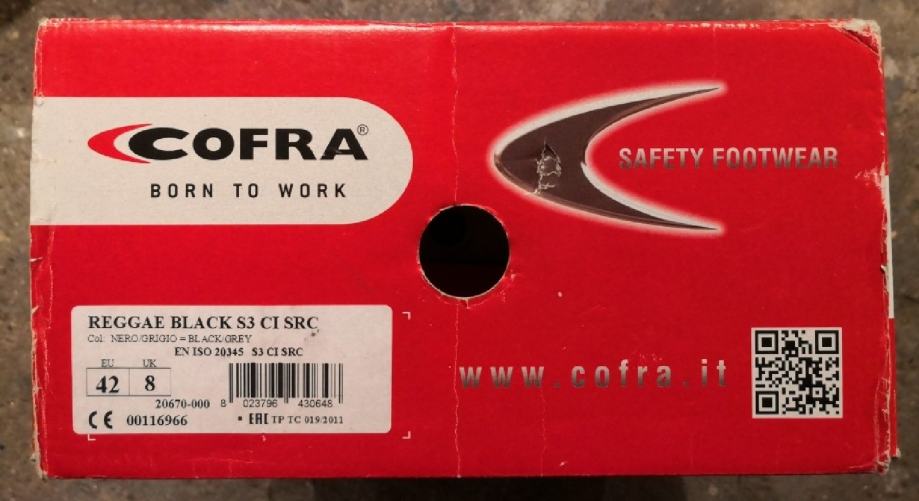 COFRA®
BORN TO WORK
SAFETY FOOTWEAR
REGGAE BLACK S3 CI SRC
Col: NERO/GRIGIO = BLACK/GREY
EN ISO 20345 S3 CI SRC
EU UK
42 8
20670-000 8 023796 430648
CE 00116966 • EAC TP TC 019/2011
www.cofra.it